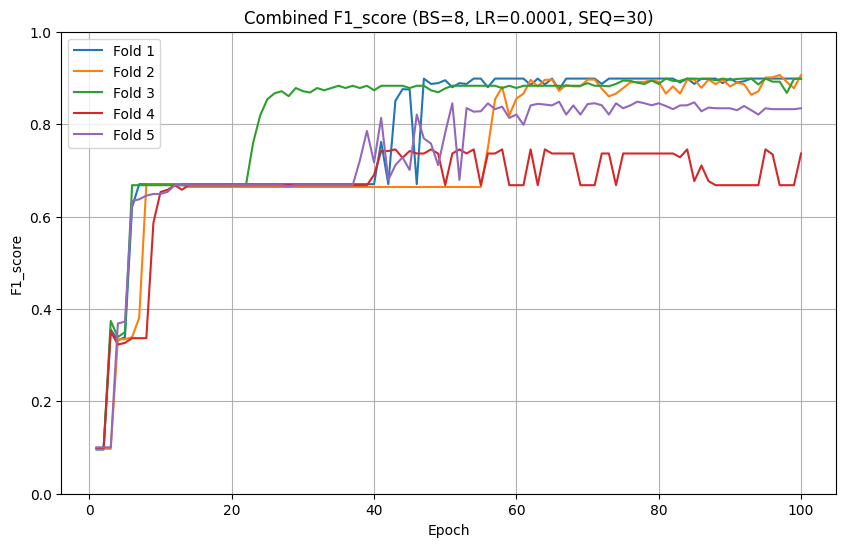 Combined F1_score (BS=8, LR=0.0001, SEQ=30)
Fold 1
Fold 2
Fold 3
Fold 4
Fold 5
F1_score
1.0
0.8
0.6
0.4
0.2
0.0
0 20 40 60 80 100
Epoch